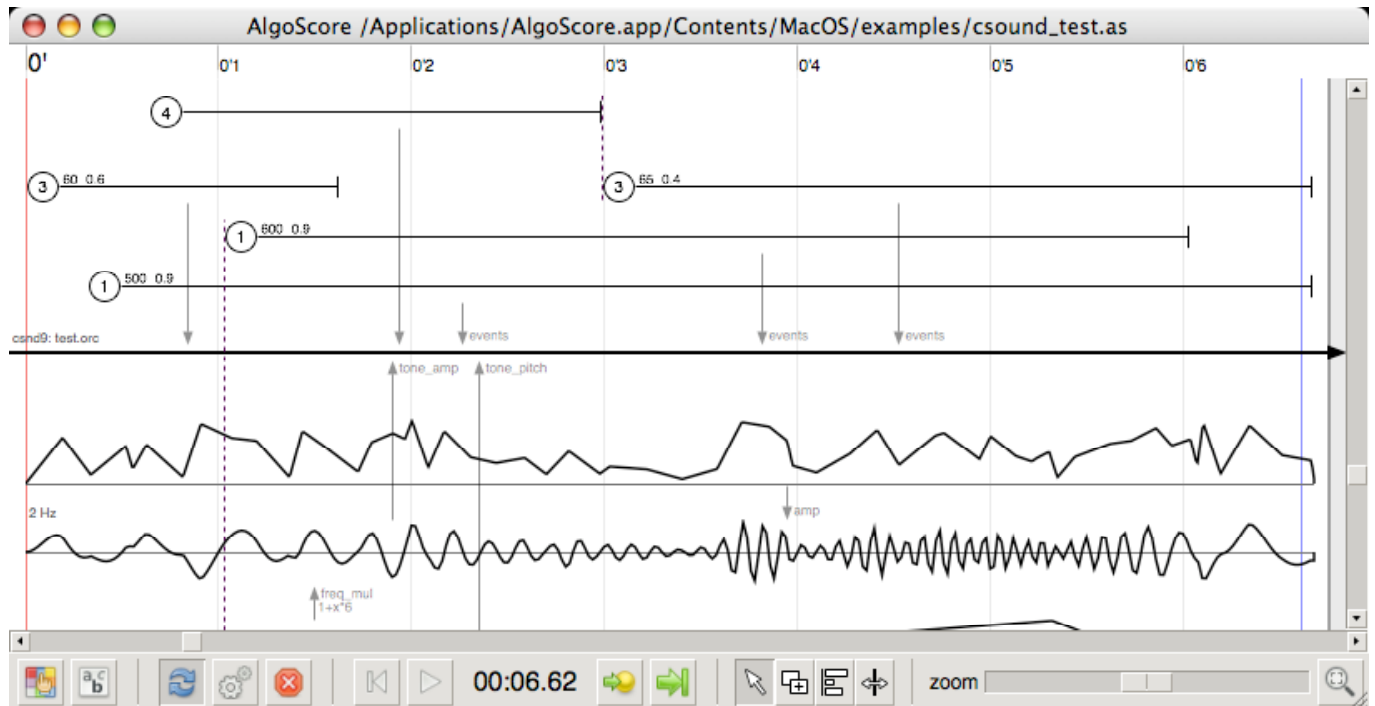 AlgoScore /Applications/AlgoScore.app/Contents/MacOS/examples/csound_test.as
0' 0'1 0'2 0'3 0'4 0'5 0'6
4
3 60 0.6 3 65 0.4
1 600 0.9
1 500 0.9
csnd9: test.orc events events events
tone_amp tone_pitch
2 Hz amp
freq_mul
1+x*6
a b c 00:06.62 zoom